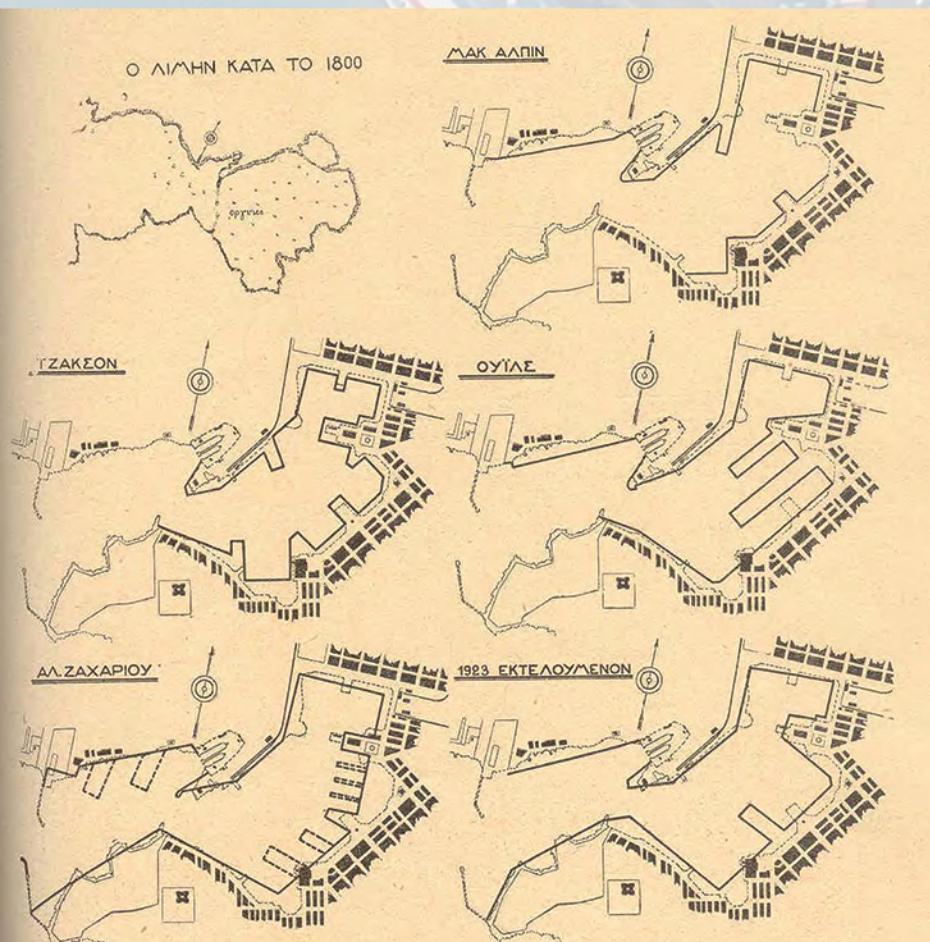 Ο ΛΙΜΗΝ ΚΑΤΑ ΤΟ 1800
ΜΑΚ ΑΛΠΙΝ
ΤΖΑΚΣΟΝ
ΟΥΪΛΣ
ΑΛ. ΖΑΧΑΡΙΟΥ
1923 ΕΚΤΕΛΟΥΜΕΝΟΝ